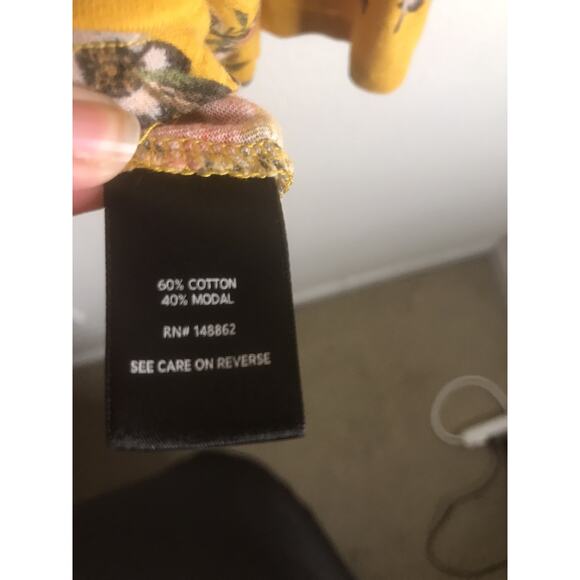 60% COTTON
40% MODAL
RN# 148862
SEE CARE ON REVERSE